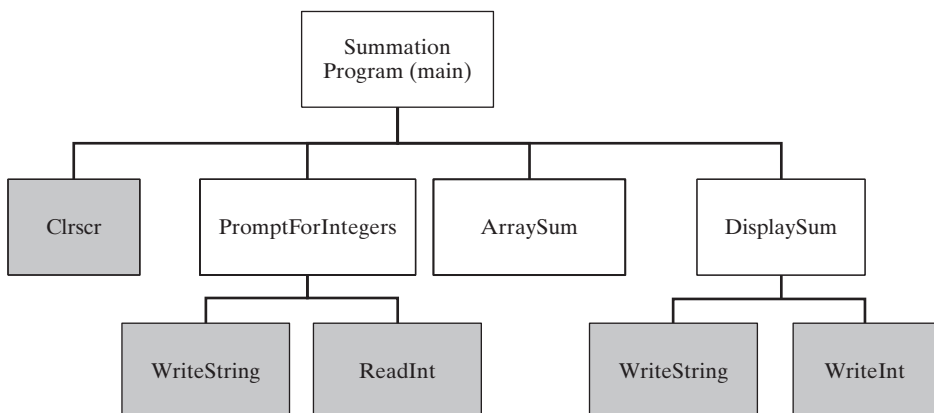 Summation
Program (main)
Clrscr
PromptForIntegers
ArraySum
DisplaySum
WriteString
ReadInt
WriteString
WriteInt